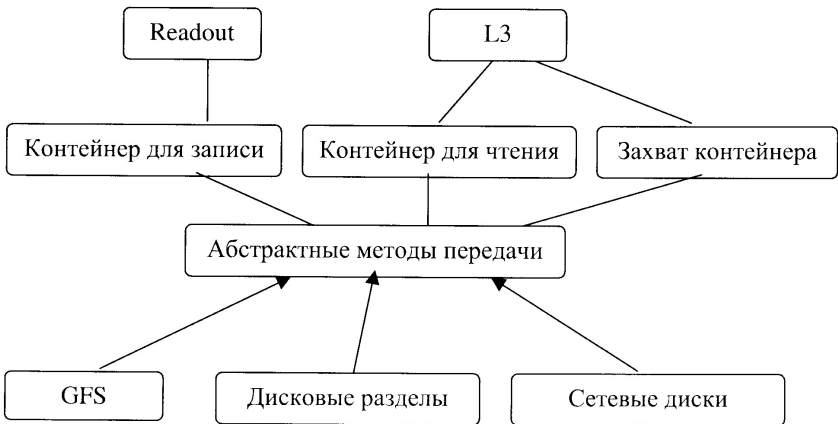 Readout
L3
Контейнер для записи
Контейнер для чтения
Захват контейнера
Абстрактные методы передачи
GFS
Дисковые разделы
Сетевые диски